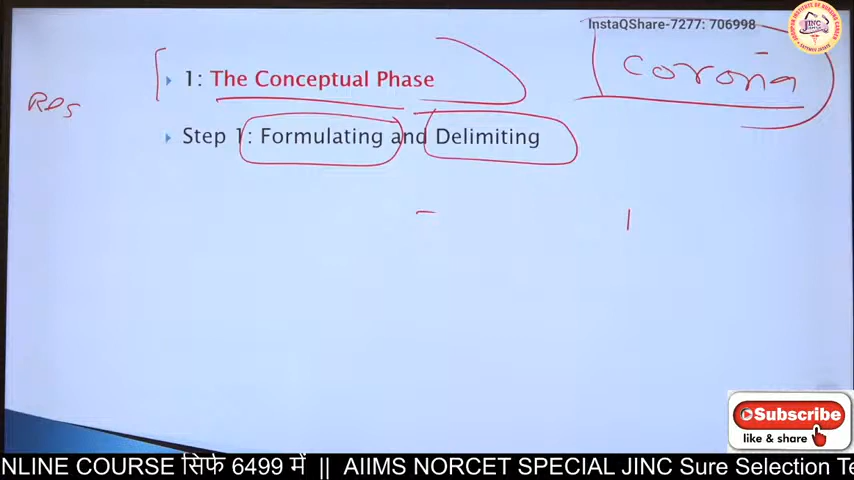 InstaQShare-7277: 706998
1: The Conceptual Phase
Corona
Res
Step 1: Formulating and Delimiting
Subscribe
like & share
NLINE COURSE सिर्फ 6499 में || AIIMS NORCET SPECIAL JINC Sure Selection Te